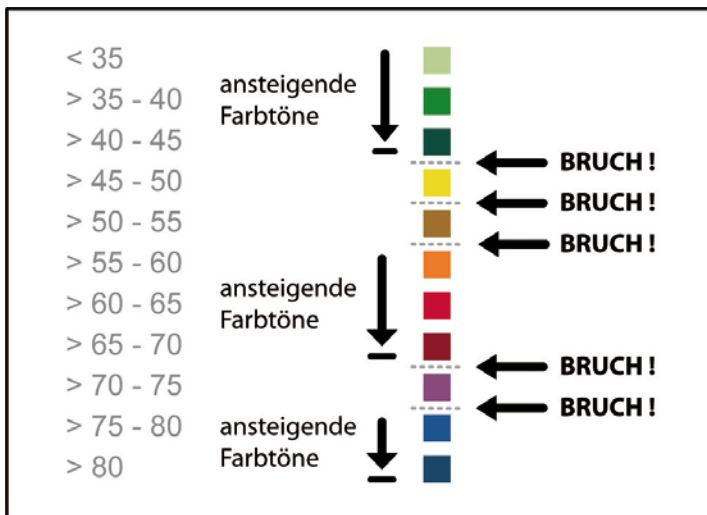 < 35
> 35 - 40
> 40 - 45
> 45 - 50
> 50 - 55
> 55 - 60
> 60 - 65
> 65 - 70
> 70 - 75
> 75 - 80
> 80
ansteigende
Farbtöne
ansteigende
Farbtöne
ansteigende
Farbtöne
BRUCH !
BRUCH !
BRUCH !
BRUCH !
BRUCH !